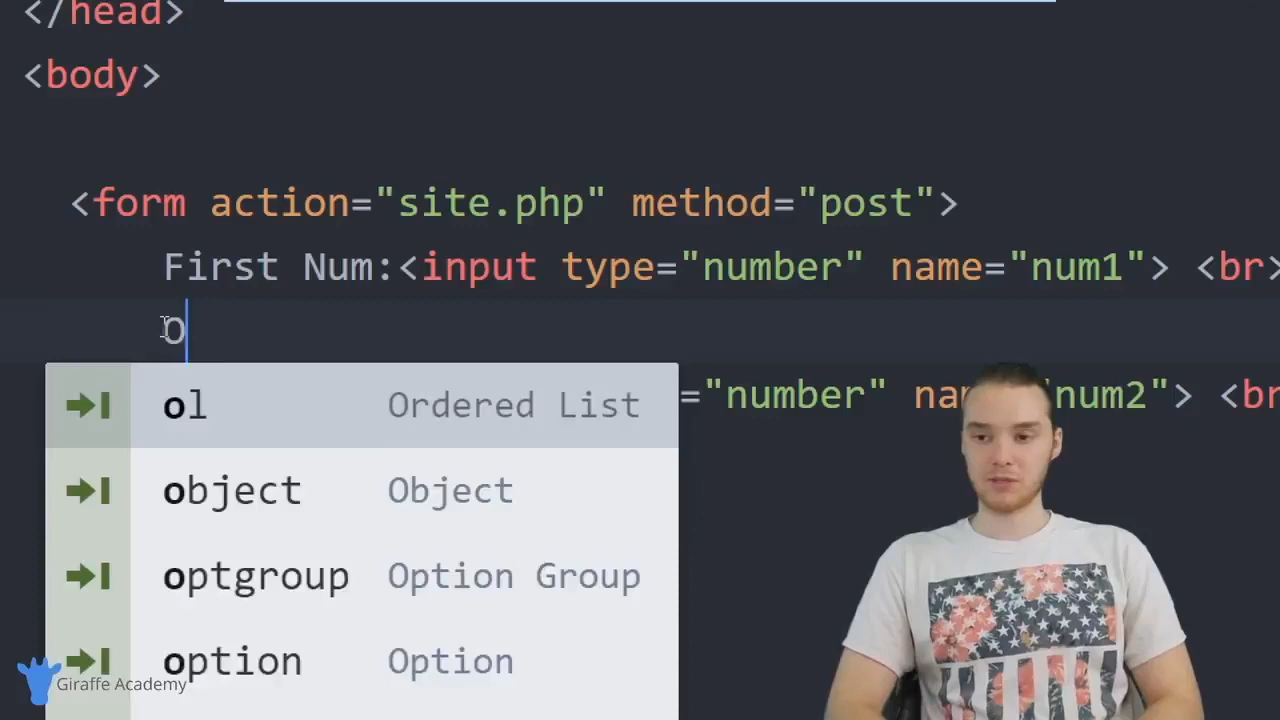 </head>
<body>
<form action="site.php" method="post">
First Num:<input type="number" name="num1"> <br>
O
="number" num2"> <br
ol Ordered List
object Object
optgroup Option Group
option Option
Giraffe Academy